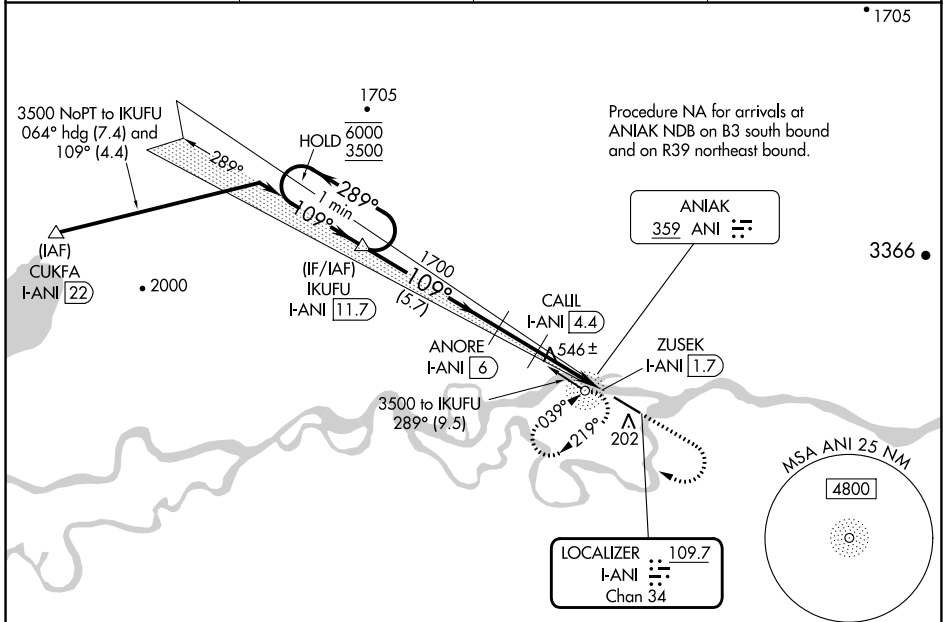 1705
3500 NoPT to IKUFU
064° hdg (7.4) and
109° (4.4)
1705
HOLD 6000
3500
Procedure NA for arrivals at
ANIAK NDB on B3 south bound
and on R39 northeast bound.
289°
289°
1 min
109°
ANIAK
359 ANI
(IAF)
CUKFA
I-ANI 22
2000
(IF/IAF)
IKUFU
I-ANI 11.7
1700
109°
(5.7)
3366
CALIL
I-ANI 4.4
546 ±
ANORE
I-ANI 6
ZUSEK
I-ANI 1.7
3500 to IKUFU
289° (9.5)
039°
219°
202
MSA ANI 25 NM
4800
LOCALIZER 109.7
I-ANI
Chan 34